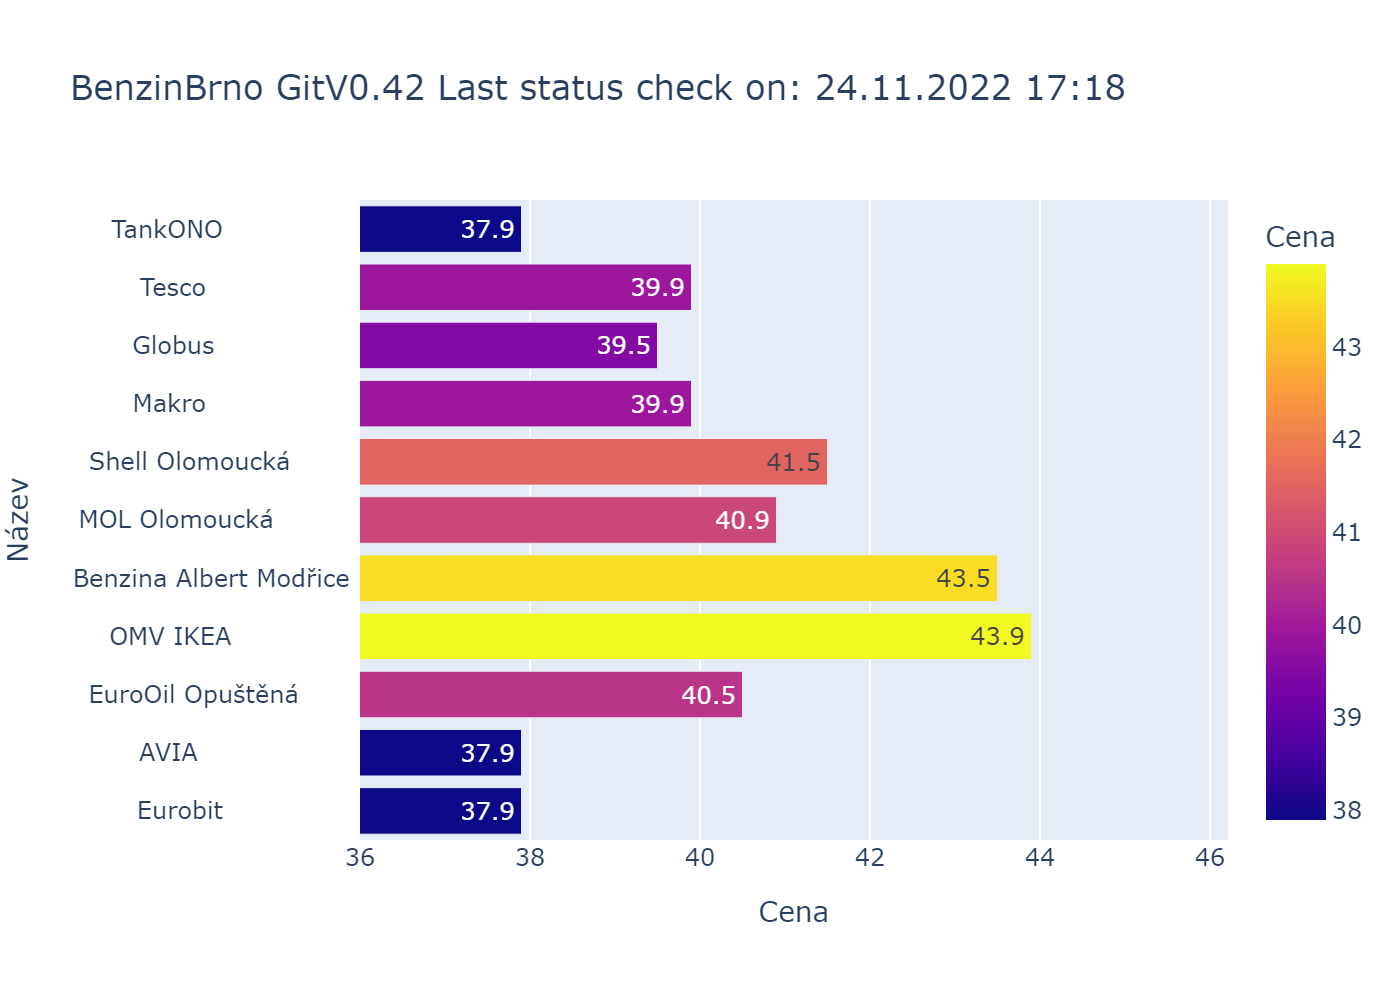 BenzinBrno GitV0.42 Last status check on: 24.11.2022 17:18
Název
TankONO 37.9
Tesco 39.9
Globus 39.5
Makro 39.9
Shell Olomoucká 41.5
MOL Olomoucká 40.9
Benzina Albert Modřice 43.5
OMV IKEA 43.9
EuroOil Opuštěná 40.5
AVIA 37.9
Eurobit 37.9
36 38 40 42 44 46
Cena
Cena
43
42
41
40
39
38